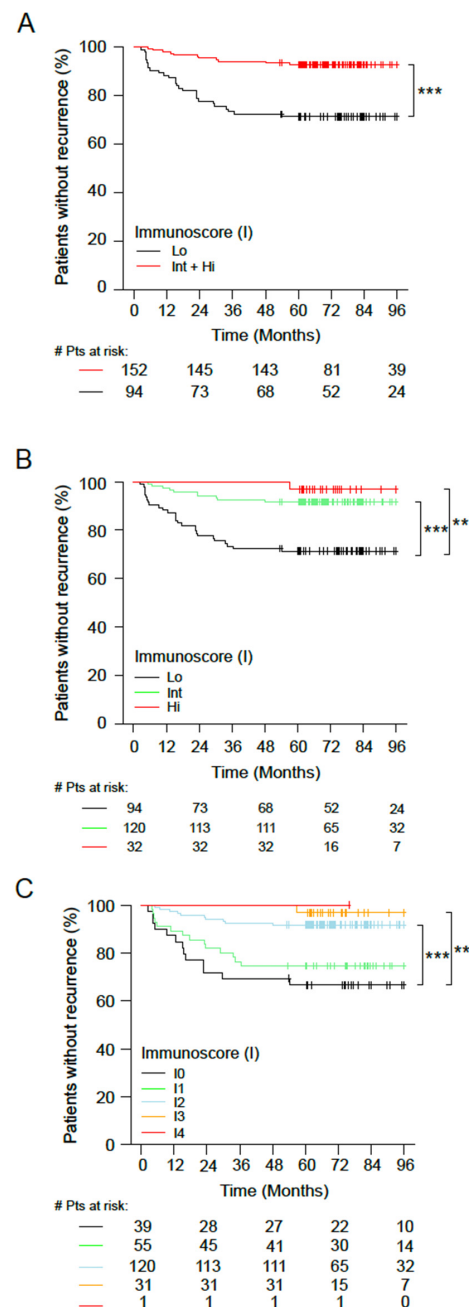 A
Patients without recurrence (%)
100
80
60
40
20
0
***
Immunoscore (I)
Lo
Int + Hi
0 12 24 36 48 60 72 84 96
Time (Months)
# Pts at risk:
152 145 143 81 39
94 73 68 52 24
B
Patients without recurrence (%)
100
80
60
40
20
0
*** **
Immunoscore (I)
Lo
Int
Hi
0 12 24 36 48 60 72 84 96
Time (Months)
# Pts at risk:
94 73 68 52 24
120 113 111 65 32
32 32 32 16 7
C
Patients without recurrence (%)
100
80
60
40
20
0
*** **
Immunoscore (I)
I0
I1
I2
I3
I4
0 12 24 36 48 60 72 84 96
Time (Months)
# Pts at risk:
39 28 27 22 10
55 45 41 30 14
120 113 111 65 32
31 31 31 15 7
1 1 1 1 0